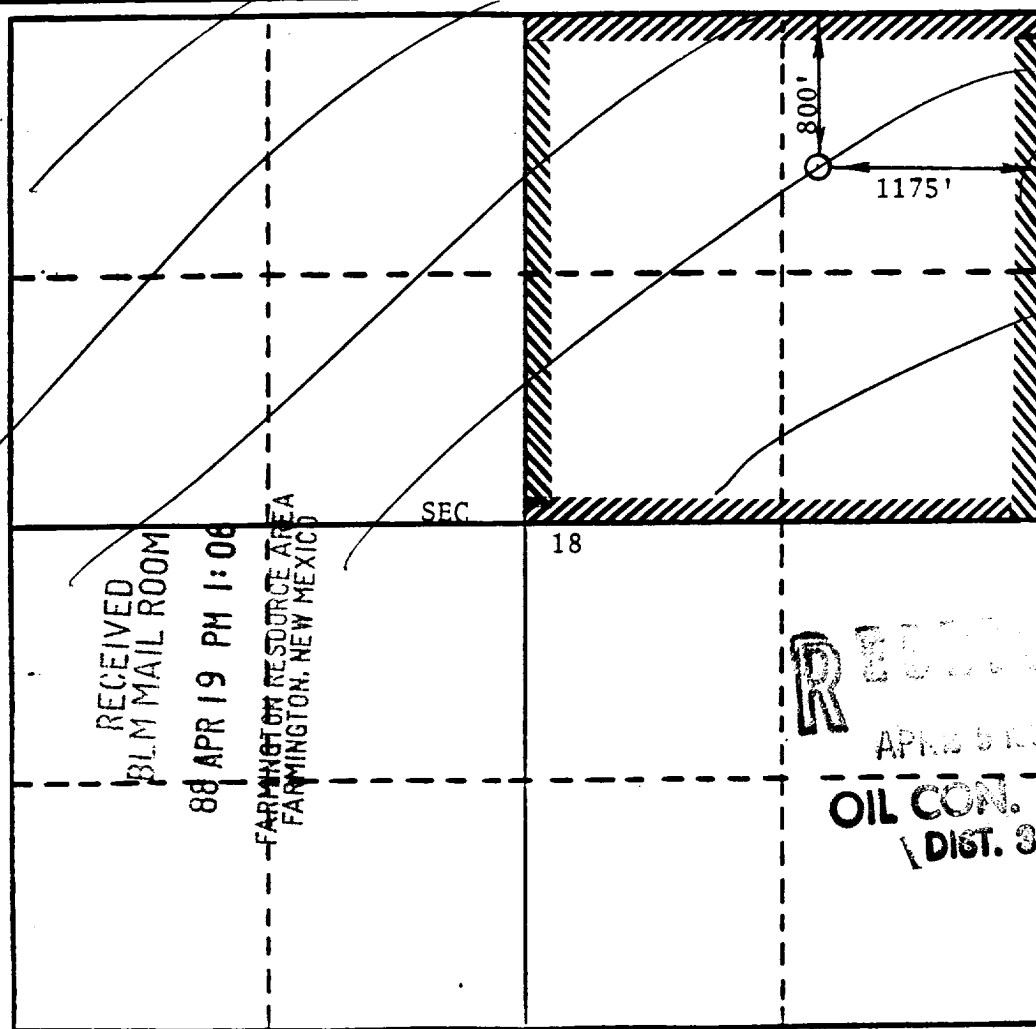 800'
1175'
SEC
18
RECEIVED
BLM MAIL ROOM
88 APR 19 PM 1:06
FARMINGTON RESOURCE AREA
FARMINGTON, NEW MEXICO
OIL CON.
DIST. 3